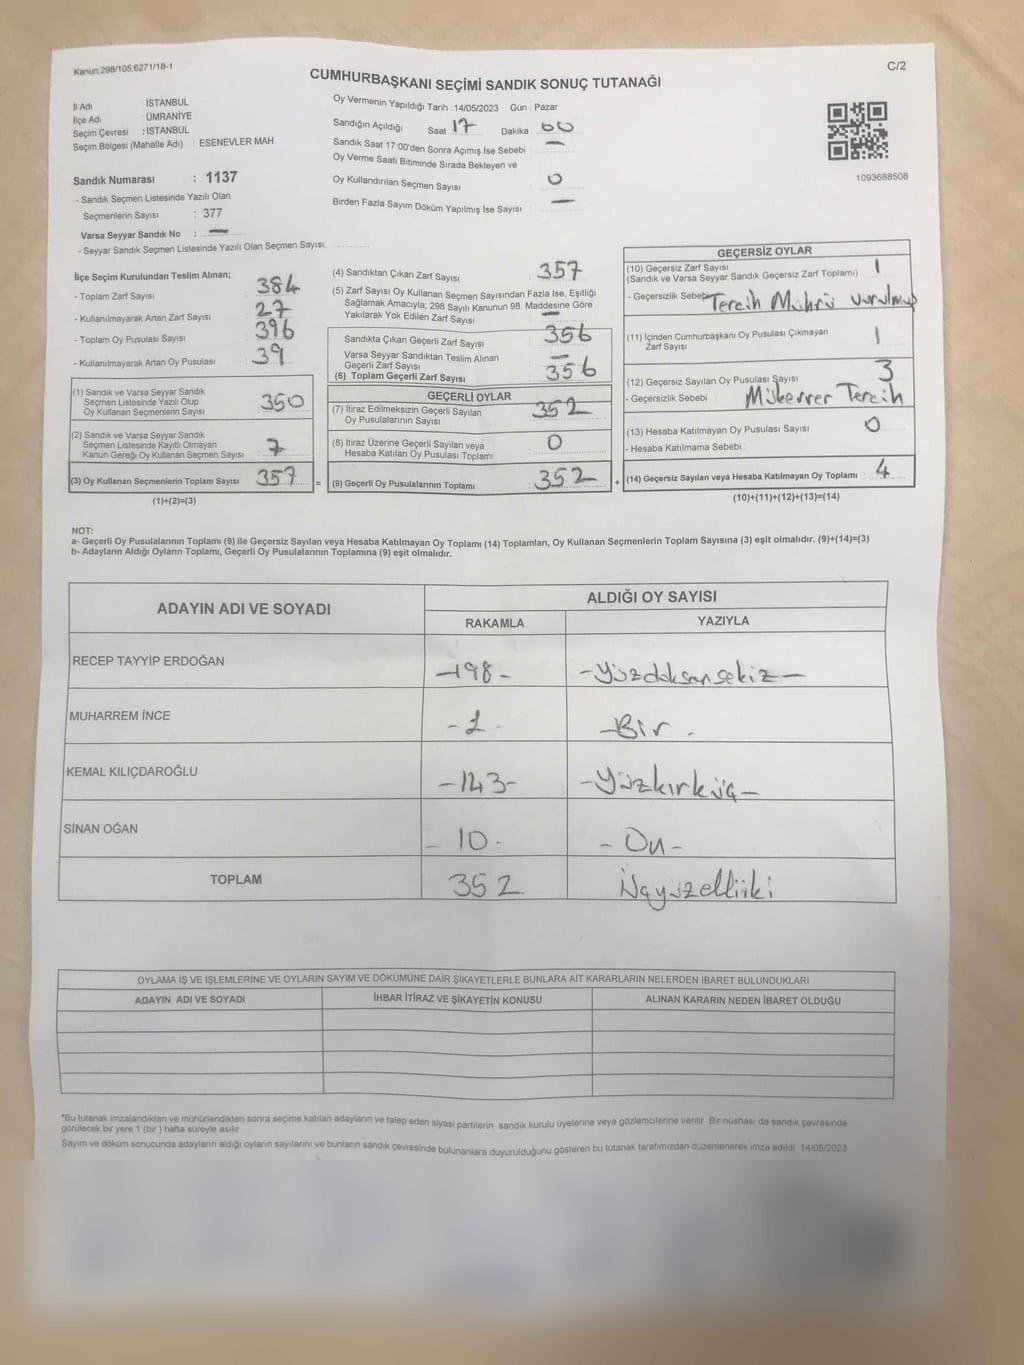 Kanun 298/105,6271/18-1
C/2
CUMHURBAŞKANI SEÇİMİ SANDIK SONUÇ TUTANAĞI
İl Adı İSTANBUL
İlçe Adı ÜMRANİYE
Seçim Çevresi : İSTANBUL
Seçim Bölgesi (Mahalle Adı) : ESENEVLER MAH.
Sandık Numarası : 1137
- Sandık Seçmen Listesinde Yazılı Olan
Seçmenlerin Sayısı : 377
Varsa Seyyar Sandık No : —
- Seyyar Sandık Seçmen Listesinde Yazılı Olan Seçmen Sayısı:
Oy Vermenin Yapıldığı Tarih : 14/05/2023 Gün : Pazar
Sandığın Açıldığı Saat 17 Dakika 00
Sandık Saat 17:00'den Sonra Açımış İse Sebebi —
Oy Verme Saati Bitiminde Sırada Bekleyen ve
Oy Kullandırılan Seçmen Sayısı 0
Birden Fazla Sayım Döküm Yapılmış İse Sayısı —
1093688508
İlçe Seçim Kurulundan Teslim Alınan;
- Toplam Zarf Sayısı 384
- Kullanılmayarak Artan Zarf Sayısı 27
- Toplam Oy Pusulası Sayısı 396
- Kullanılmayarak Artan Oy Pusulası 39
(1) Sandık ve Varsa Seyyar Sandık
Seçmen Listesinde Yazılı Olup
Oy Kullanan Seçmenlerin Sayısı 350
(2) Sandık ve Varsa Seyyar Sandık
Seçmen Listesinde Kayıtlı Olmayan
Kanun Gereği Oy Kullanan Seçmen Sayısı 7
(3) Oy Kullanan Seçmenlerin Toplam Sayısı 357
(1)+(2)=(3)
(4) Sandıktan Çıkan Zarf Sayısı 357
(5) Zarf Sayısı Oy Kullanan Seçmen Sayısından Fazla İse, Eşitliği
Sağlamak Amacıyla, 298 Sayılı Kanunun 98. Maddesine Göre
Yakılarak Yok Edilen Zarf Sayısı —
Sandıkta Çıkan Geçerli Zarf Sayısı 356
Varsa Seyyar Sandıktan Teslim Alınan
Geçerli Zarf Sayısı —
(6) Toplam Geçerli Zarf Sayısı 356
GEÇERLİ OYLAR
(7) İtiraz Edilmeksizin Geçerli Sayılan
Oy Pusulalarının Sayısı 352
(8) İtiraz Üzerine Geçerli Sayılan veya
Hesaba Katılan Oy Pusulası Toplamı 0
= (9) Geçerli Oy Pusulalarının Toplamı 352
GEÇERSİZ OYLAR
(10) Geçersiz Zarf Sayısı 1
(Sandık ve Varsa Seyyar Sandık Geçersiz Zarf Toplamı)
- Geçersizlik Sebebi Tercih Mührü Vurulmuş
(11) İçinden Cumhurbaşkanı Oy Pusulası Çıkmayan
Zarf Sayısı 1
(12) Geçersiz Sayılan Oy Pusulası Sayısı 3
- Geçersizlik Sebebi : Mükerrer Tercih
(13) Hesaba Katılmayan Oy Pusulası Sayısı 0
- Hesaba Katılmama Sebebi :
+ (14) Geçersiz Sayılan veya Hesaba Katılmayan Oy Toplamı : 4
(10)+(11)+(12)+(13)=(14)
NOT:
a- Geçerli Oy Pusulalarının Toplamı (9) ile Geçersiz Sayılan veya Hesaba Katılmayan Oy Toplamı (14) Toplamları, Oy Kullanan Seçmenlerin Toplam Sayısına (3) eşit olmalıdır. (9)+(14)=(3)
b- Adayların Aldığı Oyların Toplamı, Geçerli Oy Pusulalarının Toplamına (9) eşit olmalıdır.
ADAYIN ADI VE SOYADI ALDIĞI OY SAYISI
RAKAMLA YAZIYLA
RECEP TAYYİP ERDOĞAN —198- -Yüzdoksansekiz—
MUHARREM İNCE -1- —Bir -
KEMAL KILIÇDAROĞLU —143- -Yüzkırküç—
SİNAN OĞAN - 10- - On -
TOPLAM 352 Üçyüzelliiki
OYLAMA İŞ VE İŞLEMLERİNE VE OYLARIN SAYIM VE DÖKÜMÜNE DAİR ŞİKAYETLERLE BUNLARA AİT KARARLARIN NELERDEN İBARET BULUNDUKLARI
ADAYIN ADI VE SOYADI İHBAR İTİRAZ VE ŞİKAYETİN KONUSU ALINAN KARARIN NEDEN İBARET OLDUĞU
*Bu tutanak imzalandıktan ve mühürlendikten sonra seçime katılan adayların ve talep eden siyasi partilerin sandık kurulu üyelerine veya gözlemcilerine verilir. Bir nüshası da sandık çevresinde
görülecek bir yere 1 (bir) hafta süreyle asılır
Sayım ve döküm sonucunda adayların aldığı oyların sayılarını ve bunların sandık çevresinde bulunanlara duyurulduğunu gösteren bu tutanak tarafımızdan düzenlenerek imza edildi 14/05/2023